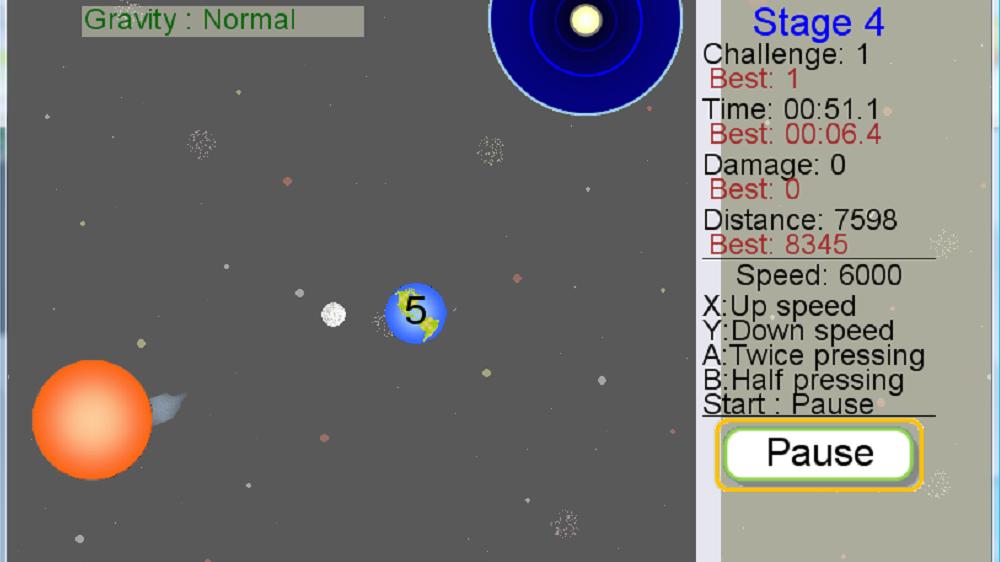 Gravity : Normal
5
Stage 4
Challenge: 1
Best: 1
Time: 00:51.1
Best: 00:06.4
Damage: 0
Best: 0
Distance: 7598
Best: 8345
Speed: 6000
X:Up speed
Y:Down speed
A:Twice pressing
B:Half pressing
Start : Pause
Pause